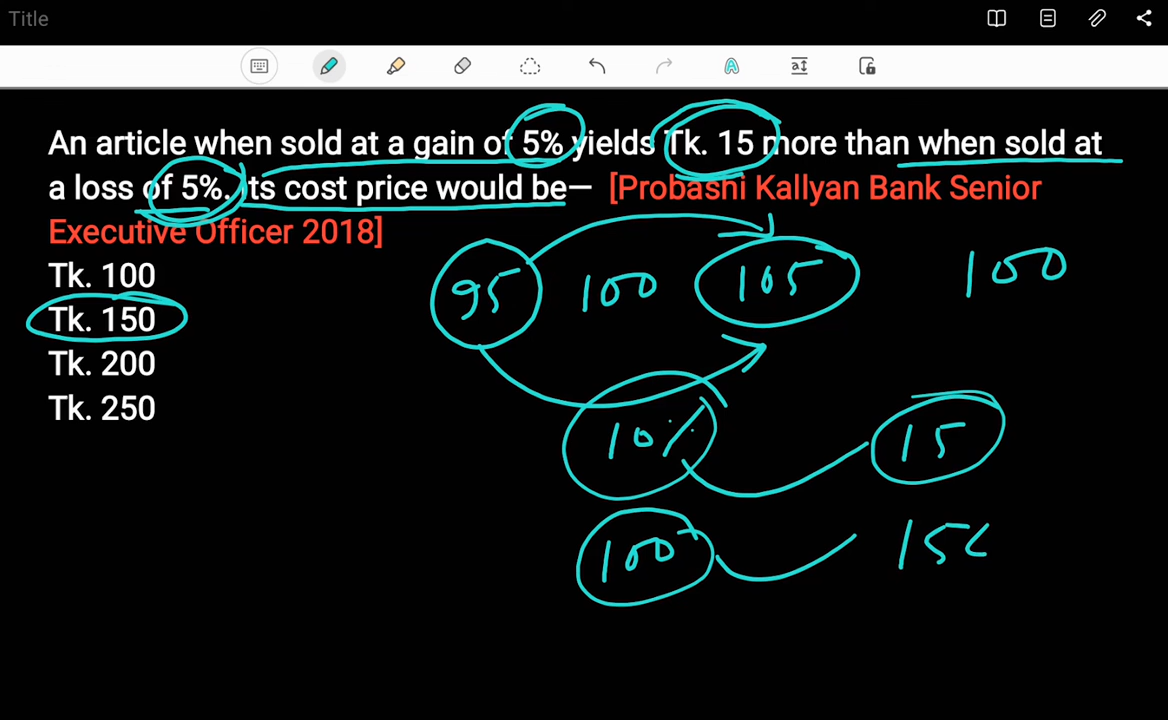 Title
An article when sold at a gain of 5% yields Tk. 15 more than when sold at
a loss of 5%. Its cost price would be— [Probashi Kallyan Bank Senior
Executive Officer 2018]
Tk. 100
Tk. 150
Tk. 200
Tk. 250
95 100 105 100
10% 15
100 150